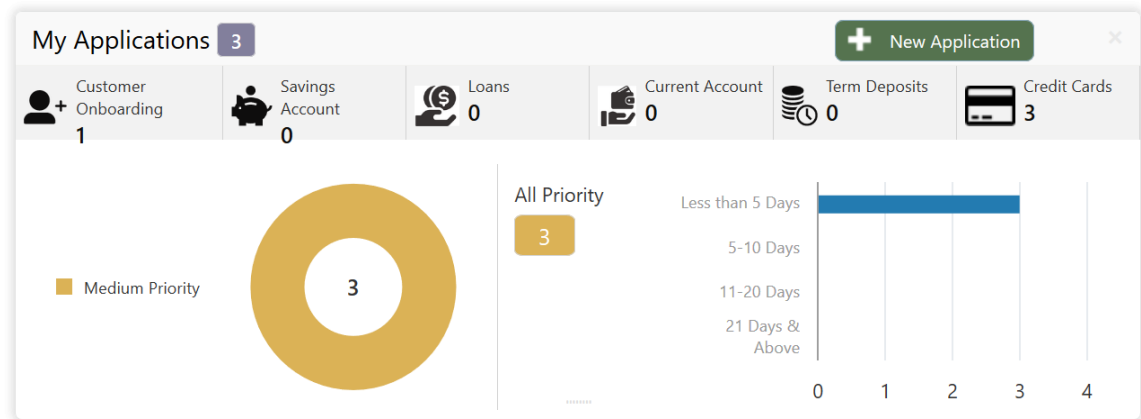 My Applications 3
New Application
Customer
Onboarding
1
Savings
Account
0
Loans
0
Current Account
0
Term Deposits
0
Credit Cards
3
Medium Priority
3
All Priority
3
Less than 5 Days
5-10 Days
11-20 Days
21 Days &
Above
0 1 2 3 4